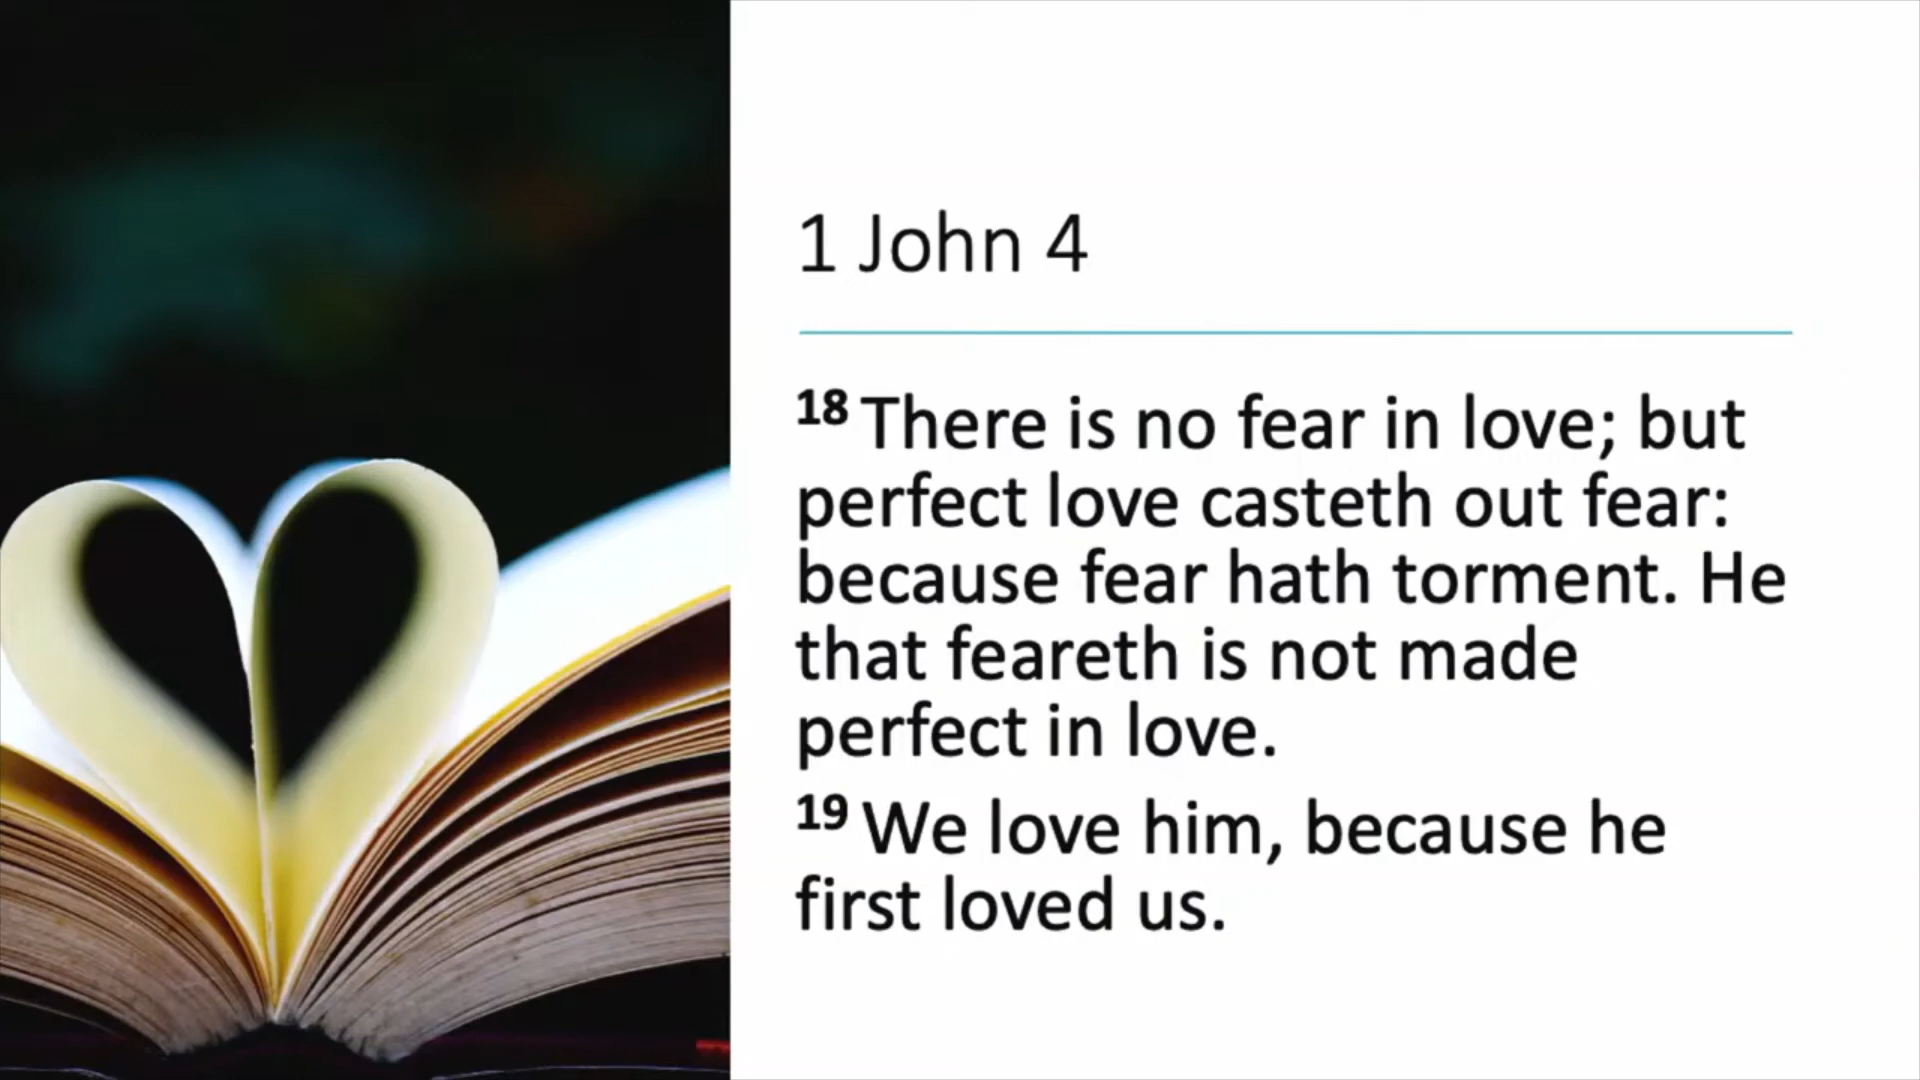 1 John 4
18 There is no fear in love; but
perfect love casteth out fear:
because fear hath torment. He
that feareth is not made
perfect in love.
19 We love him, because he
first loved us.